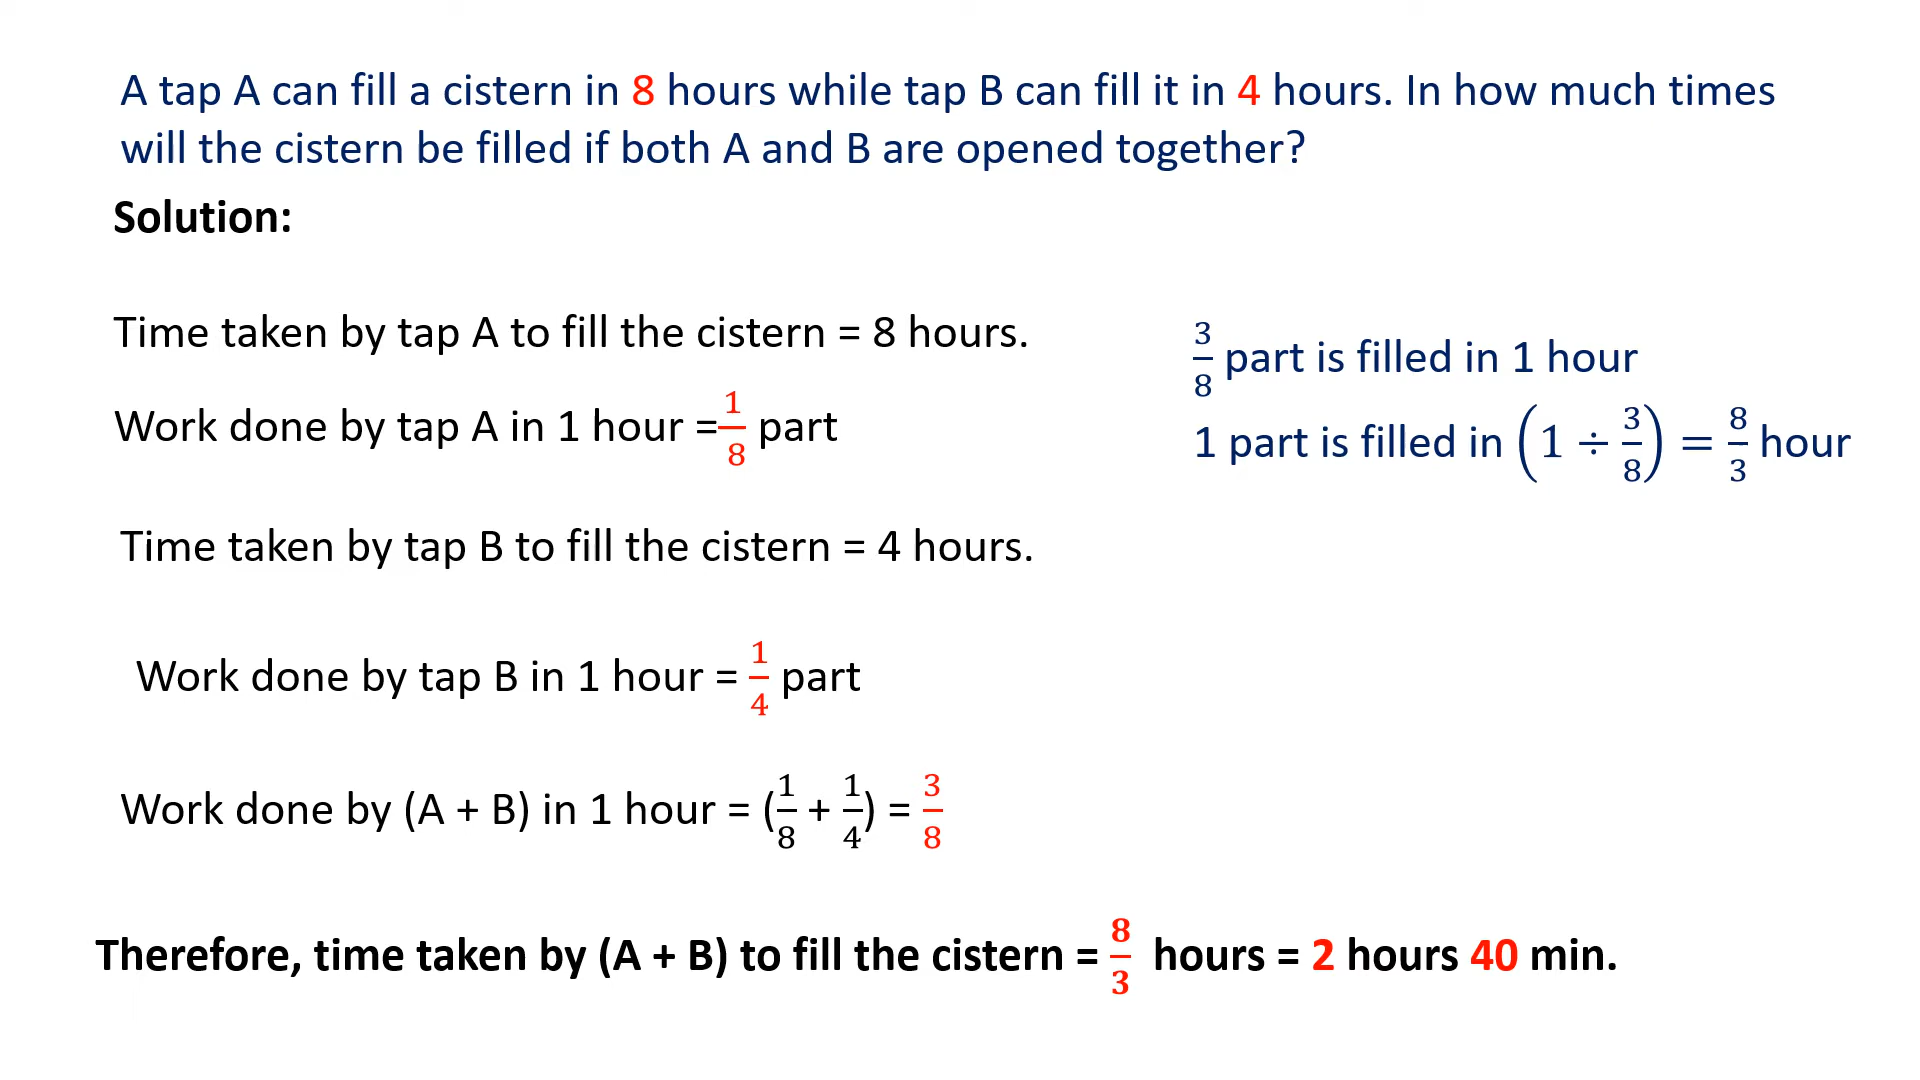 A tap A can fill a cistern in 8 hours while tap B can fill it in 4 hours. In how much times
will the cistern be filled if both A and B are opened together?
Solution:
Time taken by tap A to fill the cistern = 8 hours.
Work done by tap A in 1 hour =1/8 part
Time taken by tap B to fill the cistern = 4 hours.
Work done by tap B in 1 hour = 1/4 part
Work done by (A + B) in 1 hour = (1/8 + 1/4) = 3/8
3/8 part is filled in 1 hour
1 part is filled in (1 ÷ 3/8) = 8/3 hour
Therefore, time taken by (A + B) to fill the cistern = 8/3 hours = 2 hours 40 min.